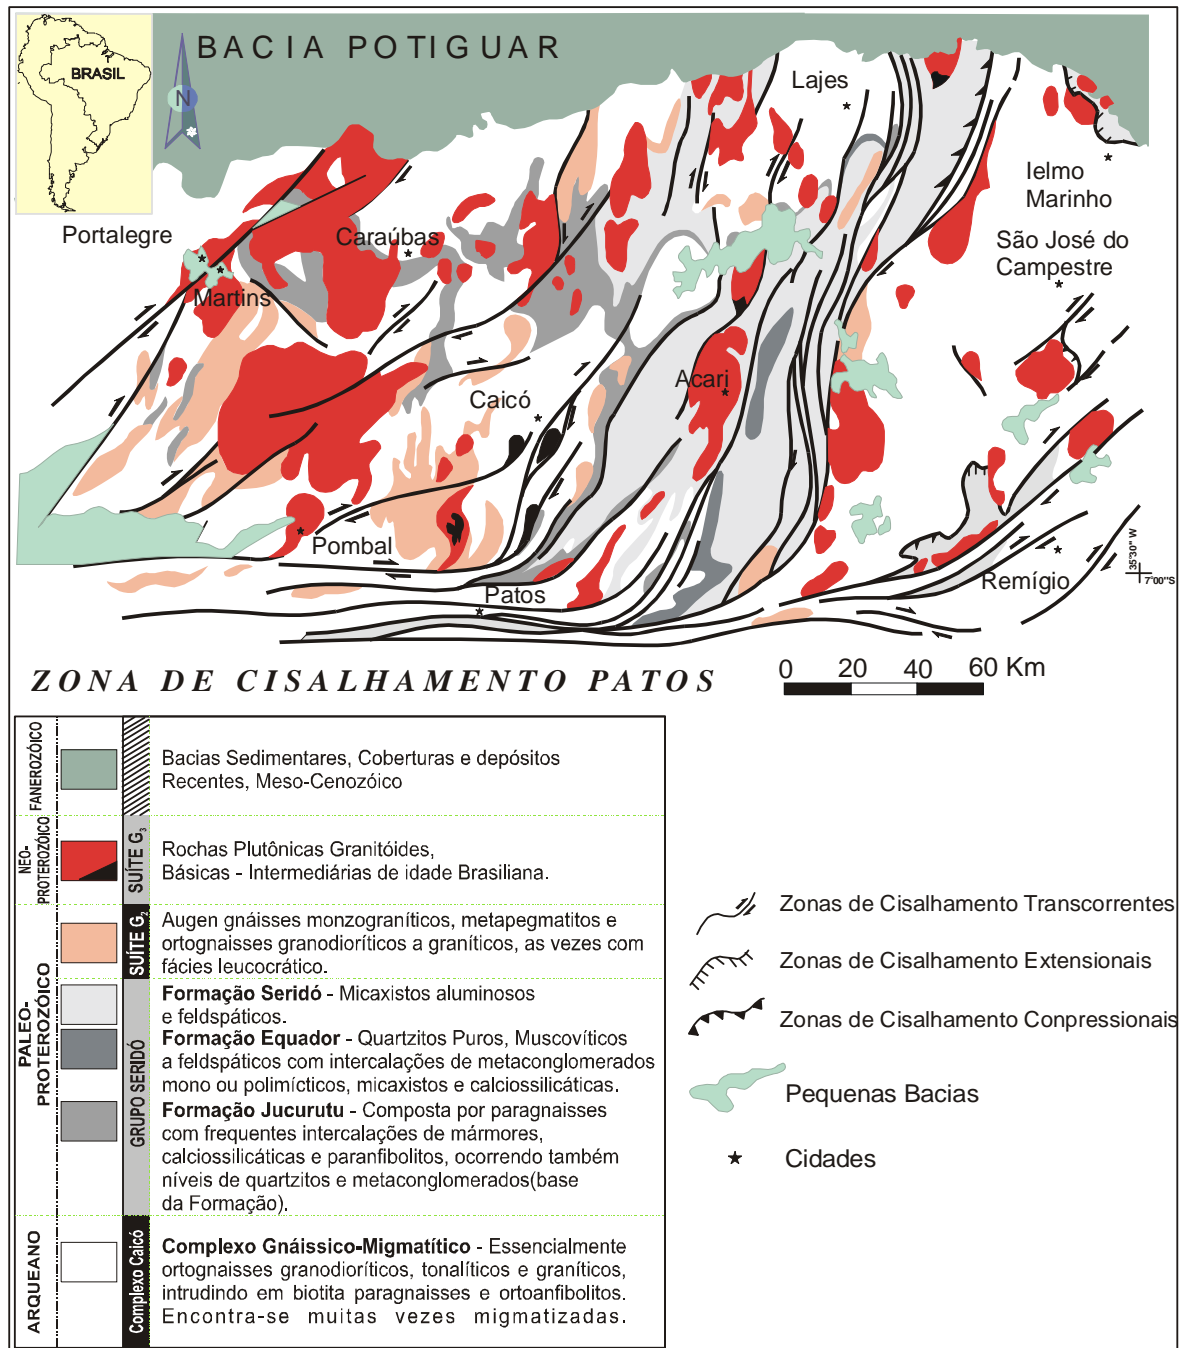 BRASIL
N
BACIA POTIGUAR
Lajes
Ielmo
Marinho
São José do
Campestre
Portalegre
Caraúbas
Martins
Acari
Caicó
Pombal
Patos
Remígio
35°30" W
7°00"S
ZONA DE CISALHAMENTO PATOS
0 20 40 60 Km
FANEROZÓICO
Bacias Sedimentares, Coberturas e depósitos
Recentes, Meso-Cenozóico
NEO-
PROTEROZÓICO
SUÍTE G3
Rochas Plutônicas Granitóides,
Básicas - Intermediárias de idade Brasiliana.
PALEO-
PROTEROZÓICO
SUÍTE G2
Augen gnáisses monzograníticos, metapegmatitos e
ortognaisses granodioríticos a graníticos, as vezes com
fácies leucocrático.
GRUPO SERIDÓ
Formação Seridó - Micaxistos aluminosos
e feldspáticos.
Formação Equador - Quartzitos Puros, Muscovíticos
a feldspáticos com intercalações de metaconglomerados
mono ou polimícticos, micaxistos e calciossilicáticas.
Formação Jucurutu - Composta por paragnaisses
com frequentes intercalações de mármores,
calciossilicáticas e paranfibolitos, ocorrendo também
níveis de quartzitos e metaconglomerados(base
da Formação).
ARQUEANO
Complexo Caicó
Complexo Gnáissico-Migmatítico - Essencialmente
ortognaisses granodioríticos, tonalíticos e graníticos,
intrudindo em biotita paragnaisses e ortoanfibolitos.
Encontra-se muitas vezes migmatizadas.
Zonas de Cisalhamento Transcorrentes
Zonas de Cisalhamento Extensionais
Zonas de Cisalhamento Conpressionais
Pequenas Bacias
Cidades